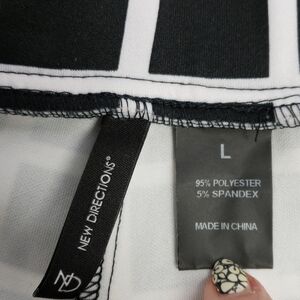 NEW DIRECTIONS®
ND
L
95% POLYESTER
5% SPANDEX
MADE IN CHINA